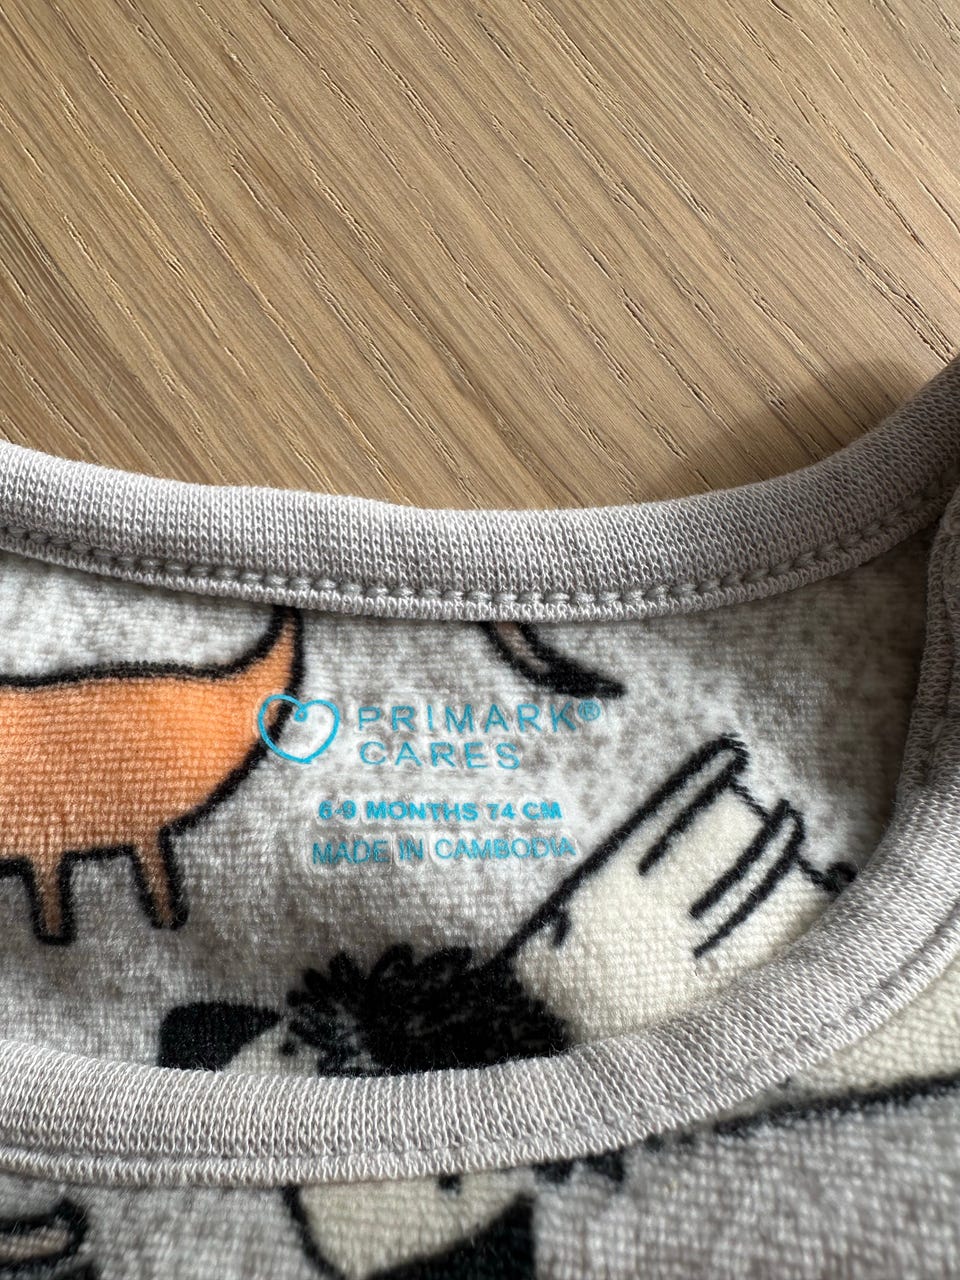 PRIMARK®
CARES
6-9 MONTHS 74 CM
MADE IN CAMBODIA